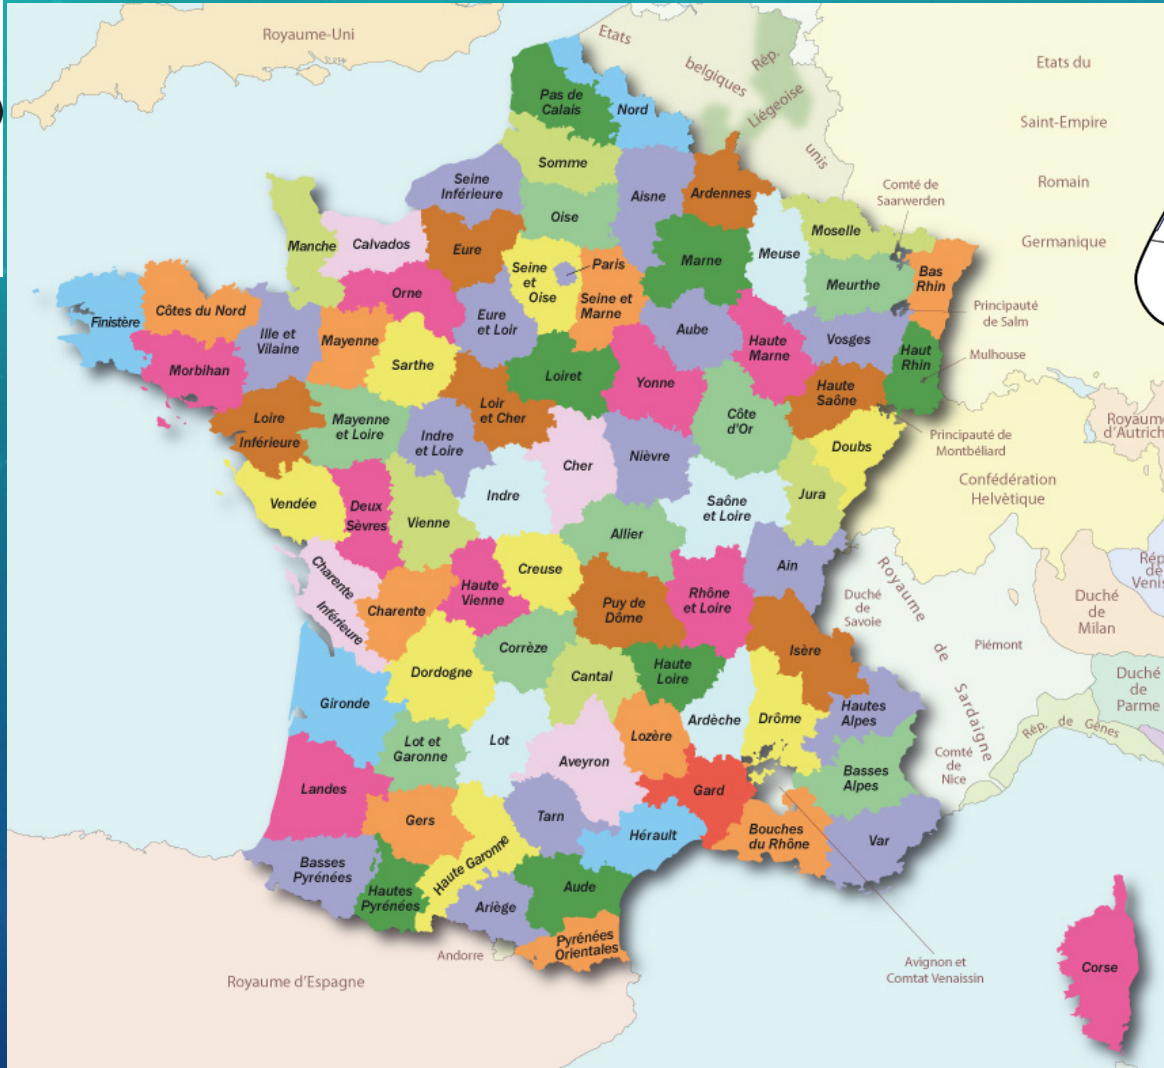 Royaume-Uni
Etats
belgiques
unis
Rép.
Liégeoise
Etats du
Saint-Empire
Romain
Germanique
Pas de
Calais
Nord
Somme
Seine
Inférieure
Aisne
Ardennes
Comté de
Saarwerden
Oise
Manche
Calvados
Eure
Marne
Meuse
Moselle
Seine
et
Oise
Paris
Seine et
Marne
Meurthe
Bas
Rhin
Finistère
Côtes du Nord
Orne
Ille et
Vilaine
Mayenne
Eure
et Loir
Aube
Haute
Marne
Vosges
Principauté
de Salm
Morbihan
Sarthe
Loiret
Yonne
Haut
Rhin
Mulhouse
Haute
Saône
Loire
Inférieure
Mayenne
et Loire
Indre
et Loire
Loir
et Cher
Côte
d'Or
Doubs
Principauté de
Montbéliard
Royaume
d'Autrich
Cher
Nièvre
Confédération
Helvètique
Vendée
Deux
Sèvres
Vienne
Indre
Saône
et Loire
Jura
Allier
Charente
Inférieure
Charente
Haute
Vienne
Creuse
Puy de
Dôme
Rhône
et Loire
Ain
Duché
de
Savoie
Royaume
de
Sardaigne
Piémont
Duché
de
Milan
Rép
de
Venis
Corrèze
Isère
Dordogne
Cantal
Haute
Loire
Duché
de
Parme
Gironde
Ardèche
Drôme
Hautes
Alpes
Lot et
Garonne
Lot
Aveyron
Lozère
Rép. de Gênes
Comté
de
Nice
Basses
Alpes
Landes
Gard
Gers
Tarn
Hérault
Bouches
du Rhône
Var
Haute Garonne
Basses
Pyrénées
Hautes
Pyrénées
Ariège
Aude
Pyrénées
Orientales
Andorre
Avignon et
Comtat Venaissin
Corse
Royaume d'Espagne